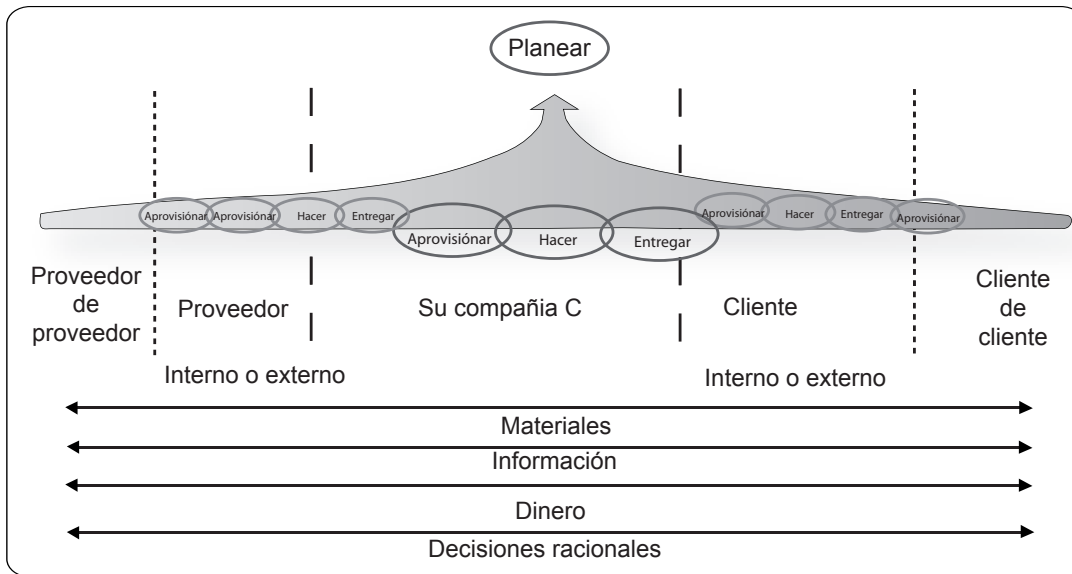 Planear
Aprovisiónar Aprovisiónar Hacer Entregar
Aprovisiónar Hacer Entregar
Aprovisiónar Hacer Entregar Aprovisiónar
Proveedor
de
proveedor
Proveedor
Su compañia C
Cliente
Cliente
de
cliente
Interno o externo
Interno o externo
Materiales
Información
Dinero
Decisiones racionales